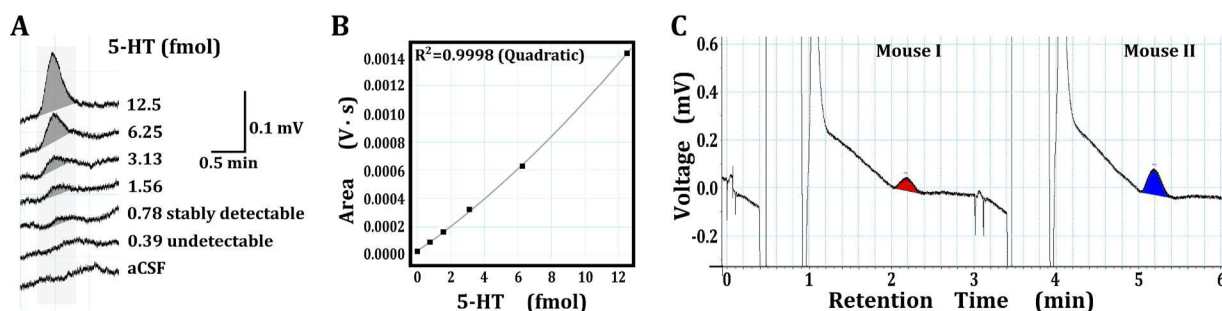 A
5-HT (fmol)
12.5
6.25
3.13
1.56
0.78 stably detectable
0.39 undetectable
aCSF
0.1 mV
0.5 min
B
R²=0.9998 (Quadratic)
0.0014
0.0012
0.0010
0.0008
0.0006
0.0004
0.0002
0.0000
Area (V · s)
0 2 4 6 8 10 12
5-HT (fmol)
C
Mouse I Mouse II
0.6
0.4
0.2
0.0
-0.2
Voltage (mV)
0 1 2 3 4 5 6
Retention Time (min)